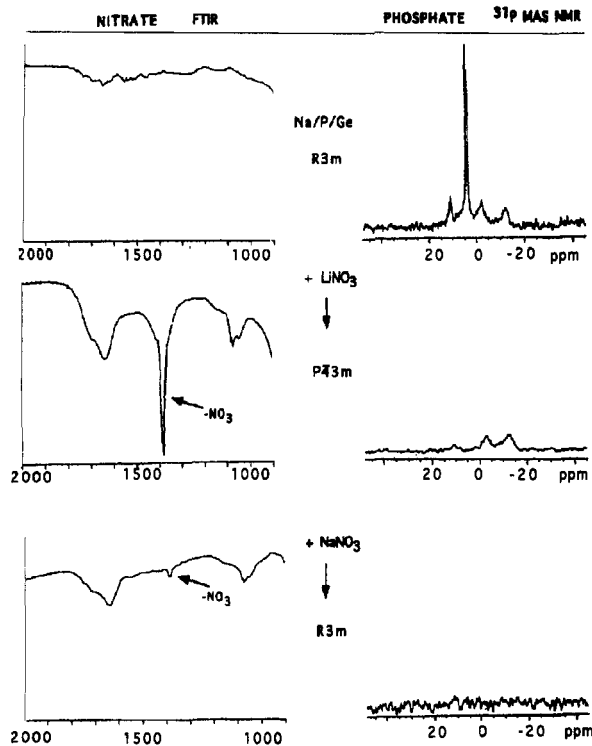 NITRATE FTIR PHOSPHATE 31P MAS NMR
Na/P/Ge
R3m
2000 1500 1000
20 0 -20 ppm
+ LiNO3
P4̄3m
-NO3
2000 1500 1000
20 0 -20 ppm
+ NaNO3
-NO3
R3m
2000 1500 1000
20 0 -20 ppm